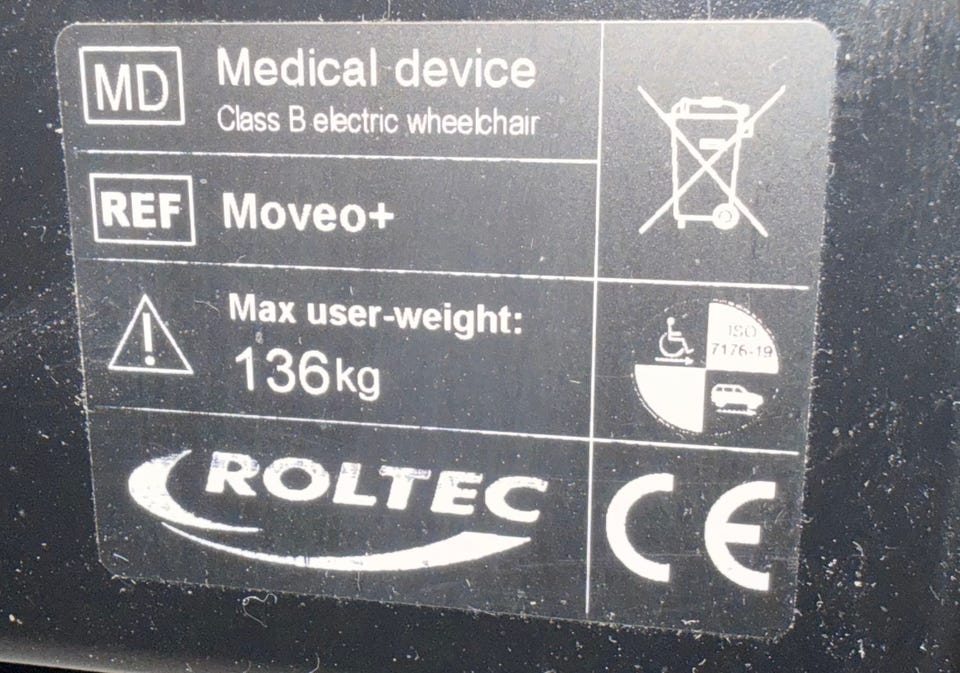 MD
Medical device
Class B electric wheelchair
REF
Moveo+
Max user-weight:
136kg
ISO
7176-19
ROLTEC
CE